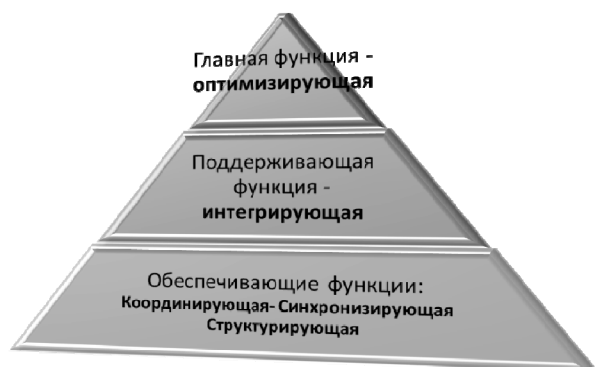 Главная функция -
оптимизирующая
Поддерживающая
функция -
интегрирующая
Обеспечивающие функции:
Координирующая- Синхронизирующая
Структурирующая